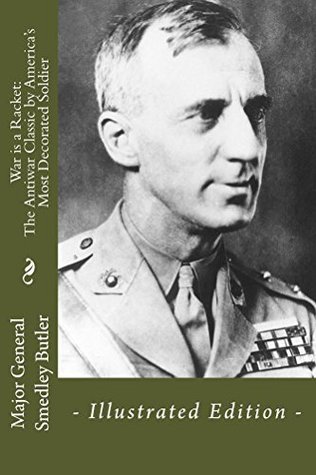 War is a Racket:
The Antiwar Classic by America's
Most Decorated Soldier
Major General
Smedley Butler
- Illustrated Edition -